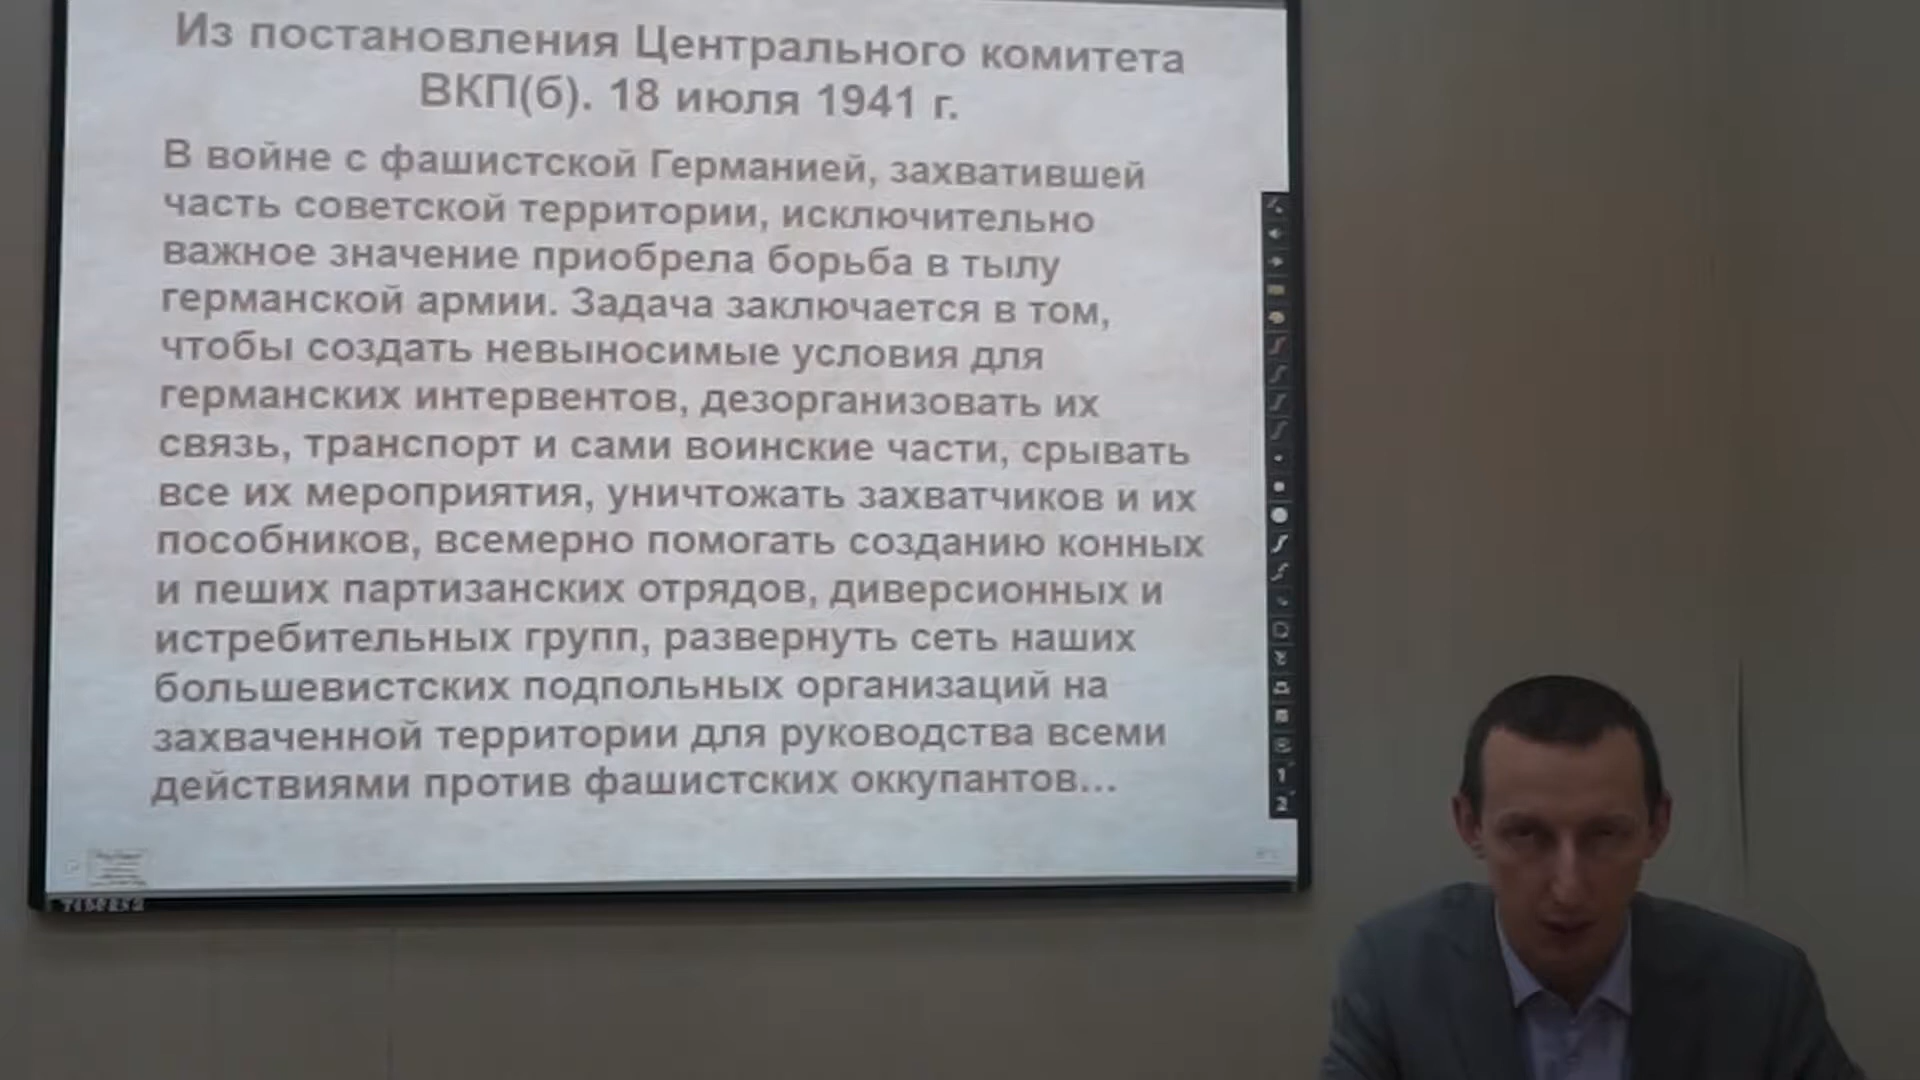 Из постановления Центрального комитета
ВКП(б). 18 июля 1941 г.
В войне с фашистской Германией, захватившей
часть советской территории, исключительно
важное значение приобрела борьба в тылу
германской армии. Задача заключается в том,
чтобы создать невыносимые условия для
германских интервентов, дезорганизовать их
связь, транспорт и сами воинские части, срывать
все их мероприятия, уничтожать захватчиков и их
пособников, всемерно помогать созданию конных
и пеших партизанских отрядов, диверсионных и
истребительных групп, развернуть сеть наших
большевистских подпольных организаций на
захваченной территории для руководства всеми
действиями против фашистских оккупантов...
1
2